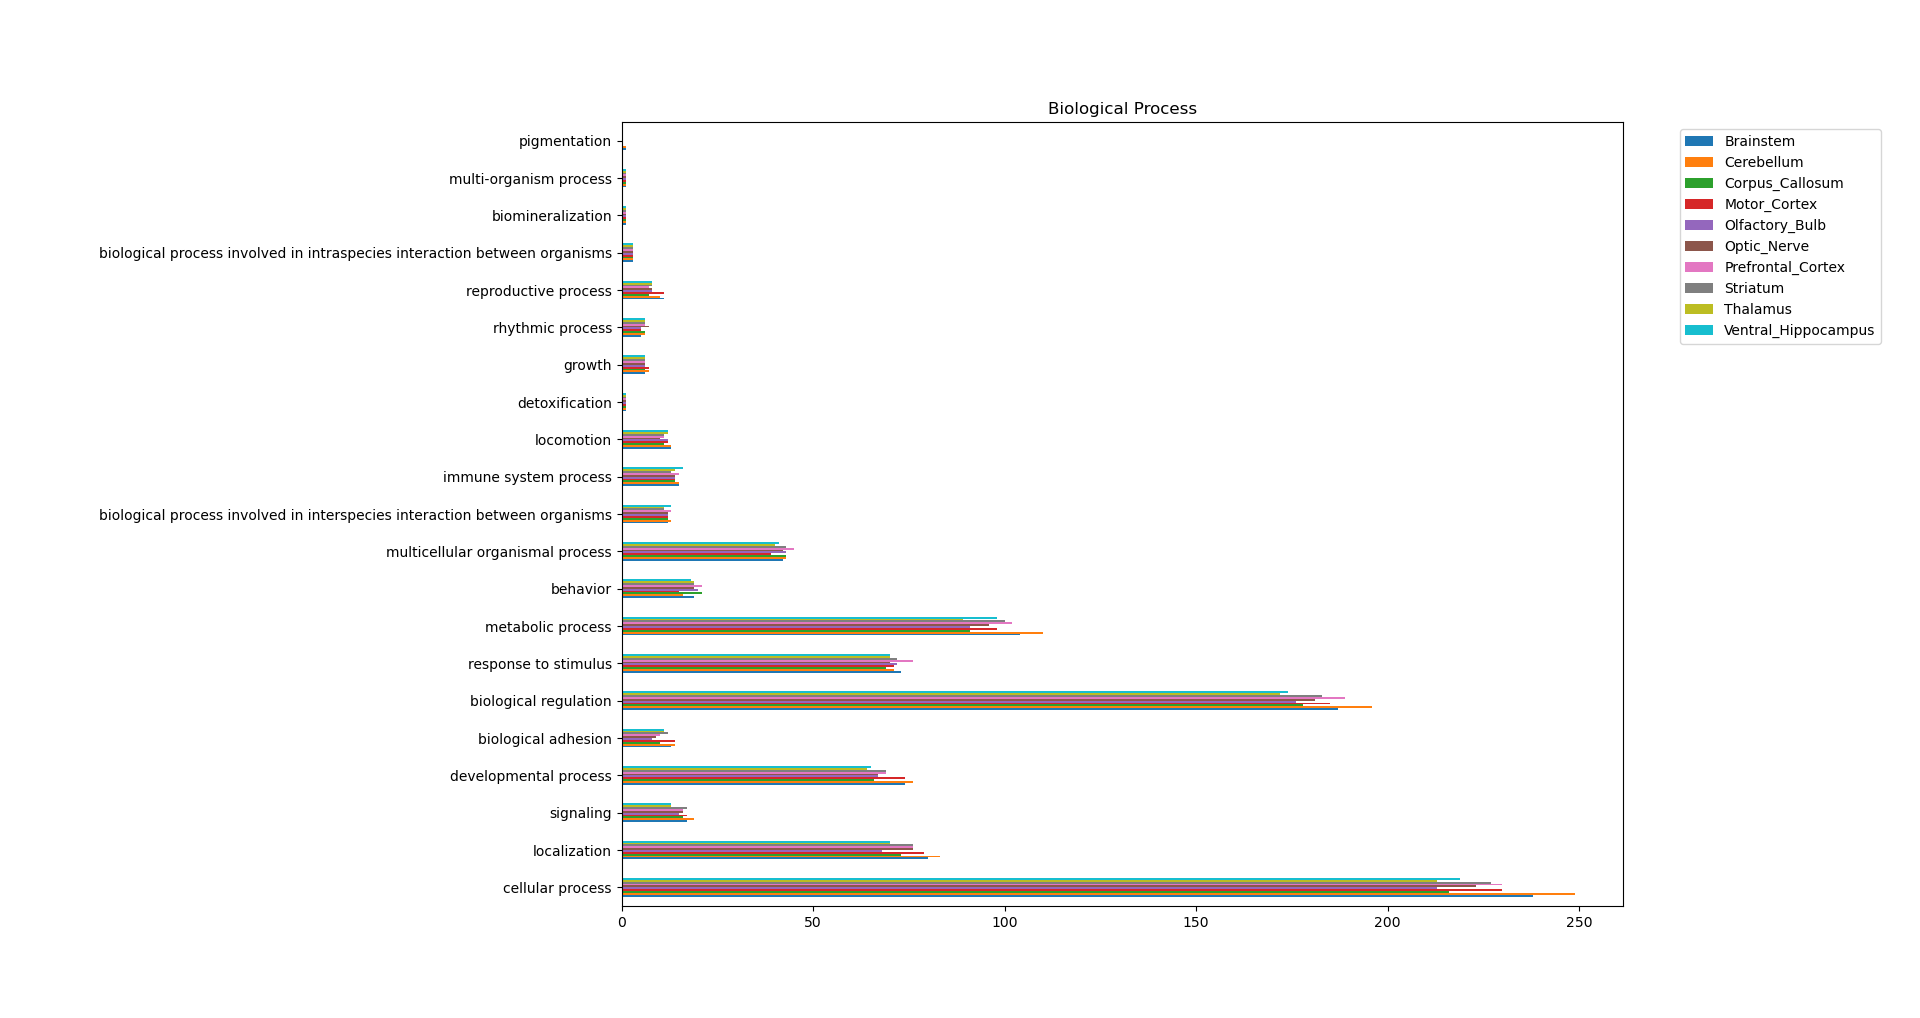 Biological Process
pigmentation
multi-organism process
biomineralization
biological process involved in intraspecies interaction between organisms
reproductive process
rhythmic process
growth
detoxification
locomotion
immune system process
biological process involved in interspecies interaction between organisms
multicellular organismal process
behavior
metabolic process
response to stimulus
biological regulation
biological adhesion
developmental process
signaling
localization
cellular process
0 50 100 150 200 250
Brainstem
Cerebellum
Corpus_Callosum
Motor_Cortex
Olfactory_Bulb
Optic_Nerve
Prefrontal_Cortex
Striatum
Thalamus
Ventral_Hippocampus